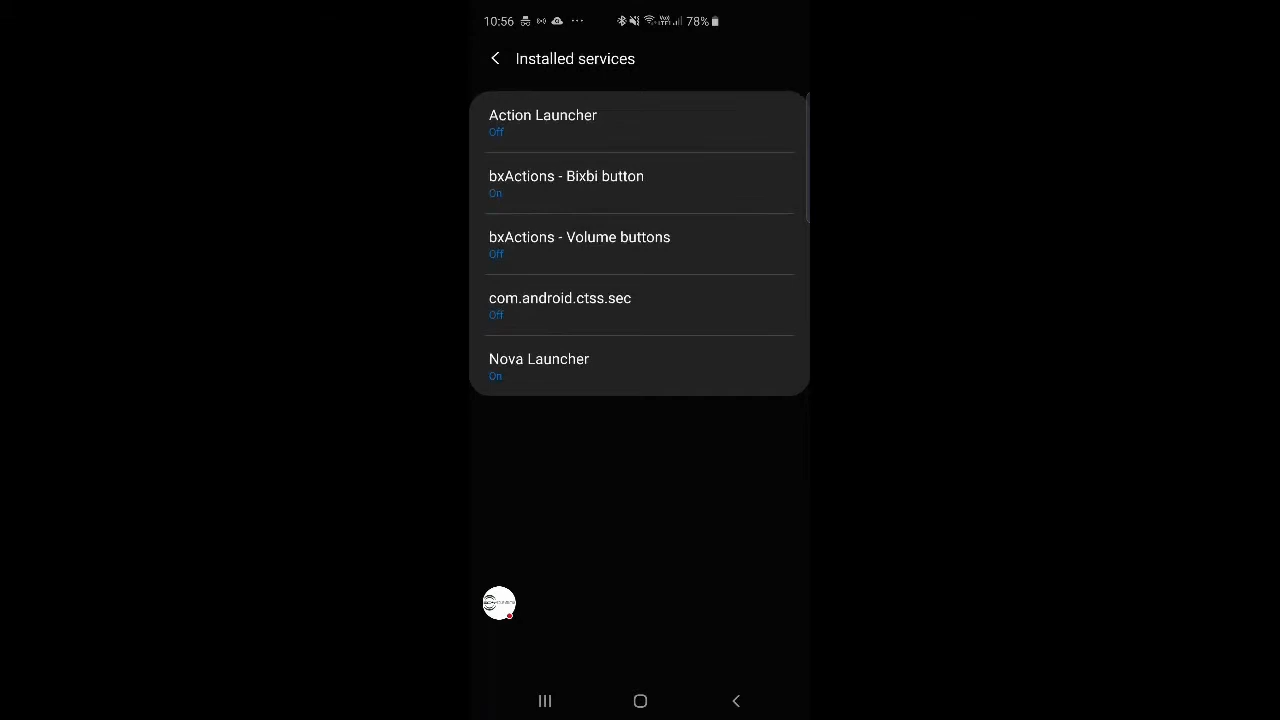 10:56 78%
Installed services
Action Launcher
Off
bxActions - Bixbi button
On
bxActions - Volume buttons
Off
com.android.ctss.sec
Off
Nova Launcher
On